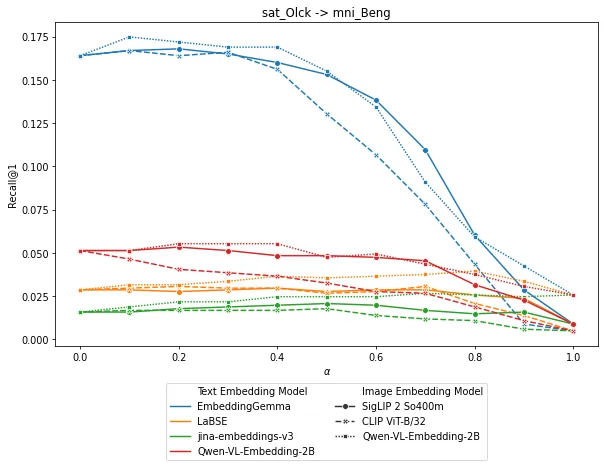 sat_Olck -> mni_Beng
Recall@1
0.175
0.150
0.125
0.100
0.075
0.050
0.025
0.000
0.0 0.2 0.4 0.6 0.8 1.0
α
Text Embedding Model
EmbeddingGemma
LaBSE
jina-embeddings-v3
Qwen-VL-Embedding-2B
Image Embedding Model
SigLIP 2 So400m
CLIP ViT-B/32
Qwen-VL-Embedding-2B